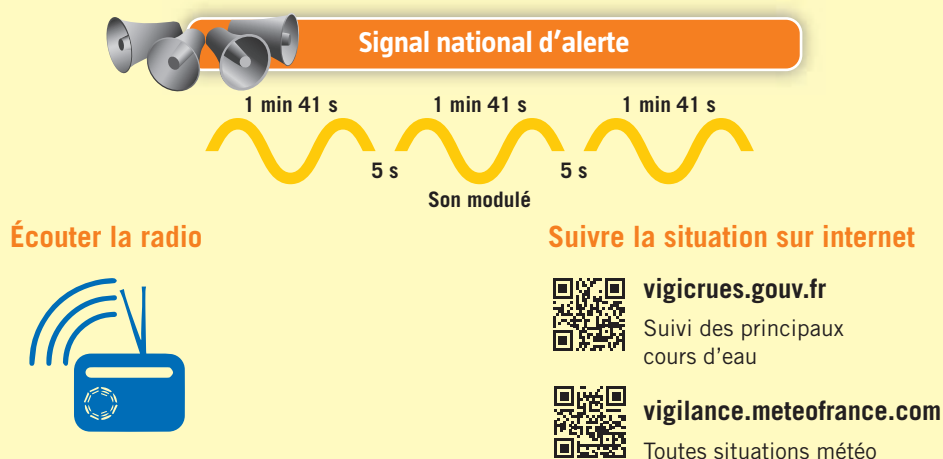 Signal national d'alerte
1 min 41 s 1 min 41 s 1 min 41 s
5 s 5 s
Son modulé
Écouter la radio
Suivre la situation sur internet
vigicrues.gouv.fr
Suivi des principaux
cours d'eau
vigilance.meteofrance.com
Toutes situations météo